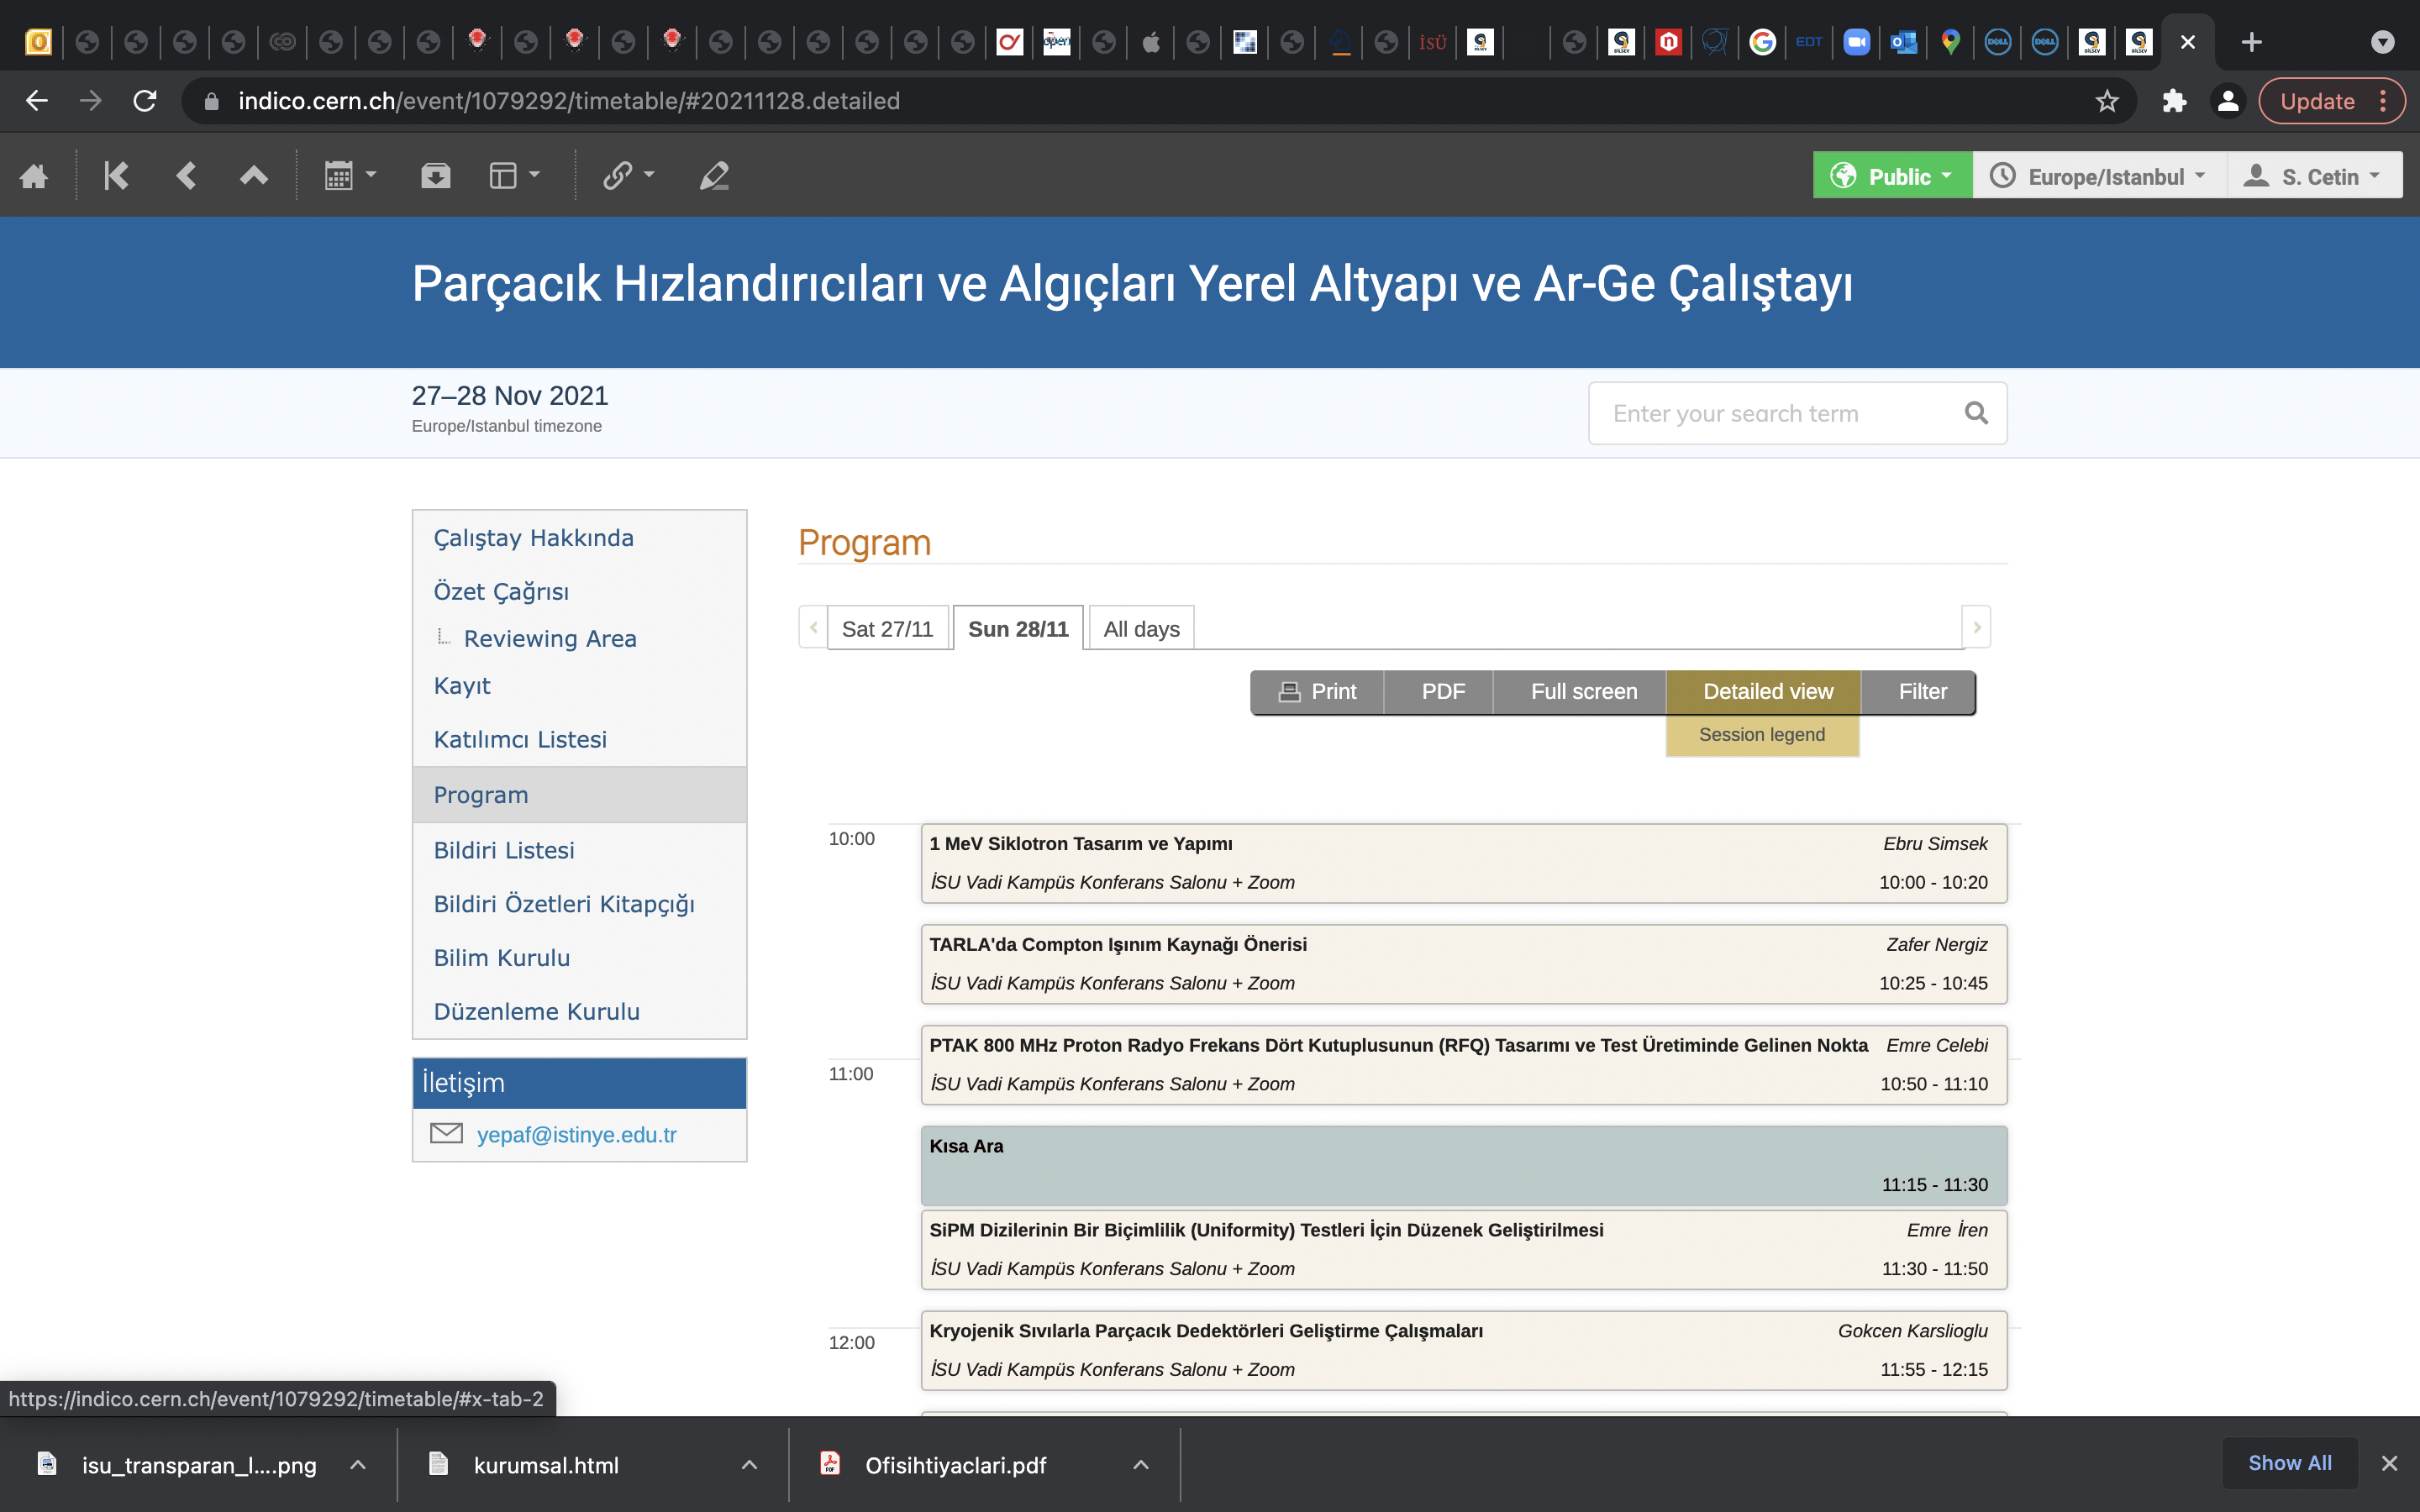 İSÜ
EDT
DELL
DELL
indico.cern.ch/event/1079292/timetable/#20211128.detailed
Update
Public
Europe/Istanbul
S. Cetin
Parçacık Hızlandırıcıları ve Algıçları Yerel Altyapı ve Ar-Ge Çalıştayı
27–28 Nov 2021
Europe/Istanbul timezone
Enter your search term
Çalıştay Hakkında
Özet Çağrısı
Reviewing Area
Kayıt
Katılımcı Listesi
Program
Bildiri Listesi
Bildiri Özetleri Kitapçığı
Bilim Kurulu
Düzenleme Kurulu
İletişim
yepaf@istinye.edu.tr
Program
Sat 27/11
Sun 28/11
All days
Print
PDF
Full screen
Detailed view
Filter
Session legend
10:00
1 MeV Siklotron Tasarım ve Yapımı
Ebru Simsek
İSU Vadi Kampüs Konferans Salonu + Zoom
10:00 - 10:20
TARLA'da Compton Işınım Kaynağı Önerisi
Zafer Nergiz
İSU Vadi Kampüs Konferans Salonu + Zoom
10:25 - 10:45
PTAK 800 MHz Proton Radyo Frekans Dört Kutuplusunun (RFQ) Tasarımı ve Test Üretiminde Gelinen Nokta
Emre Celebi
11:00
İSU Vadi Kampüs Konferans Salonu + Zoom
10:50 - 11:10
Kısa Ara
11:15 - 11:30
SiPM Dizilerinin Bir Biçimlilik (Uniformity) Testleri İçin Düzenek Geliştirilmesi
Emre İren
İSU Vadi Kampüs Konferans Salonu + Zoom
11:30 - 11:50
12:00
Kryojenik Sıvılarla Parçacık Dedektörleri Geliştirme Çalışmaları
Gokcen Karslioglu
İSU Vadi Kampüs Konferans Salonu + Zoom
11:55 - 12:15
https://indico.cern.ch/event/1079292/timetable/#x-tab-2
isu_transparan_l....png
kurumsal.html
Ofisihtiyaclari.pdf
Show All